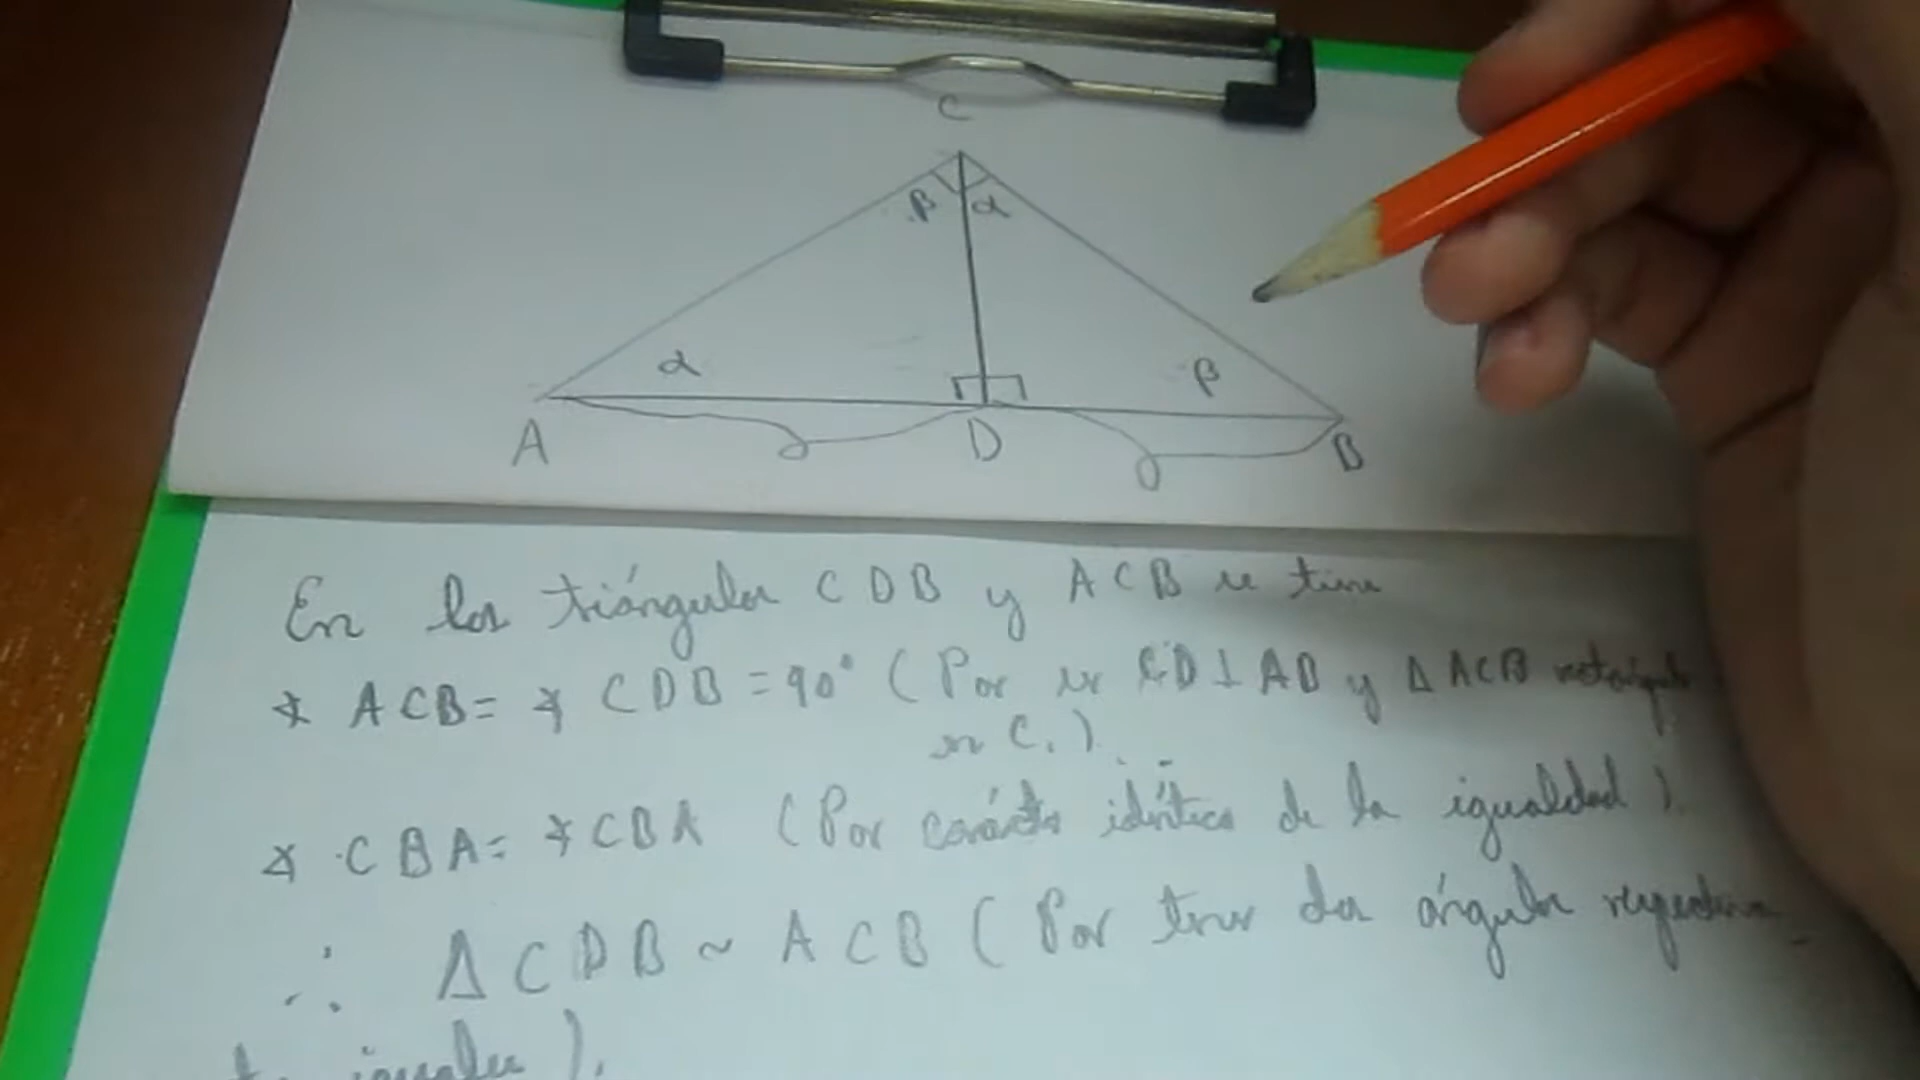 C
β α
α β
A D B
En los triángulos CDB y ACB se tiene
∡ ACB = ∡ CDB = 90° (Por ser CD ⊥ AB y Δ ACB rectángulo
en C.)
∡ CBA = ∡ CBA (Por carácter idéntico de la igualdad).
∴ Δ CDB ~ ACB (Por tener dos ángulos respectiva-
iguales).